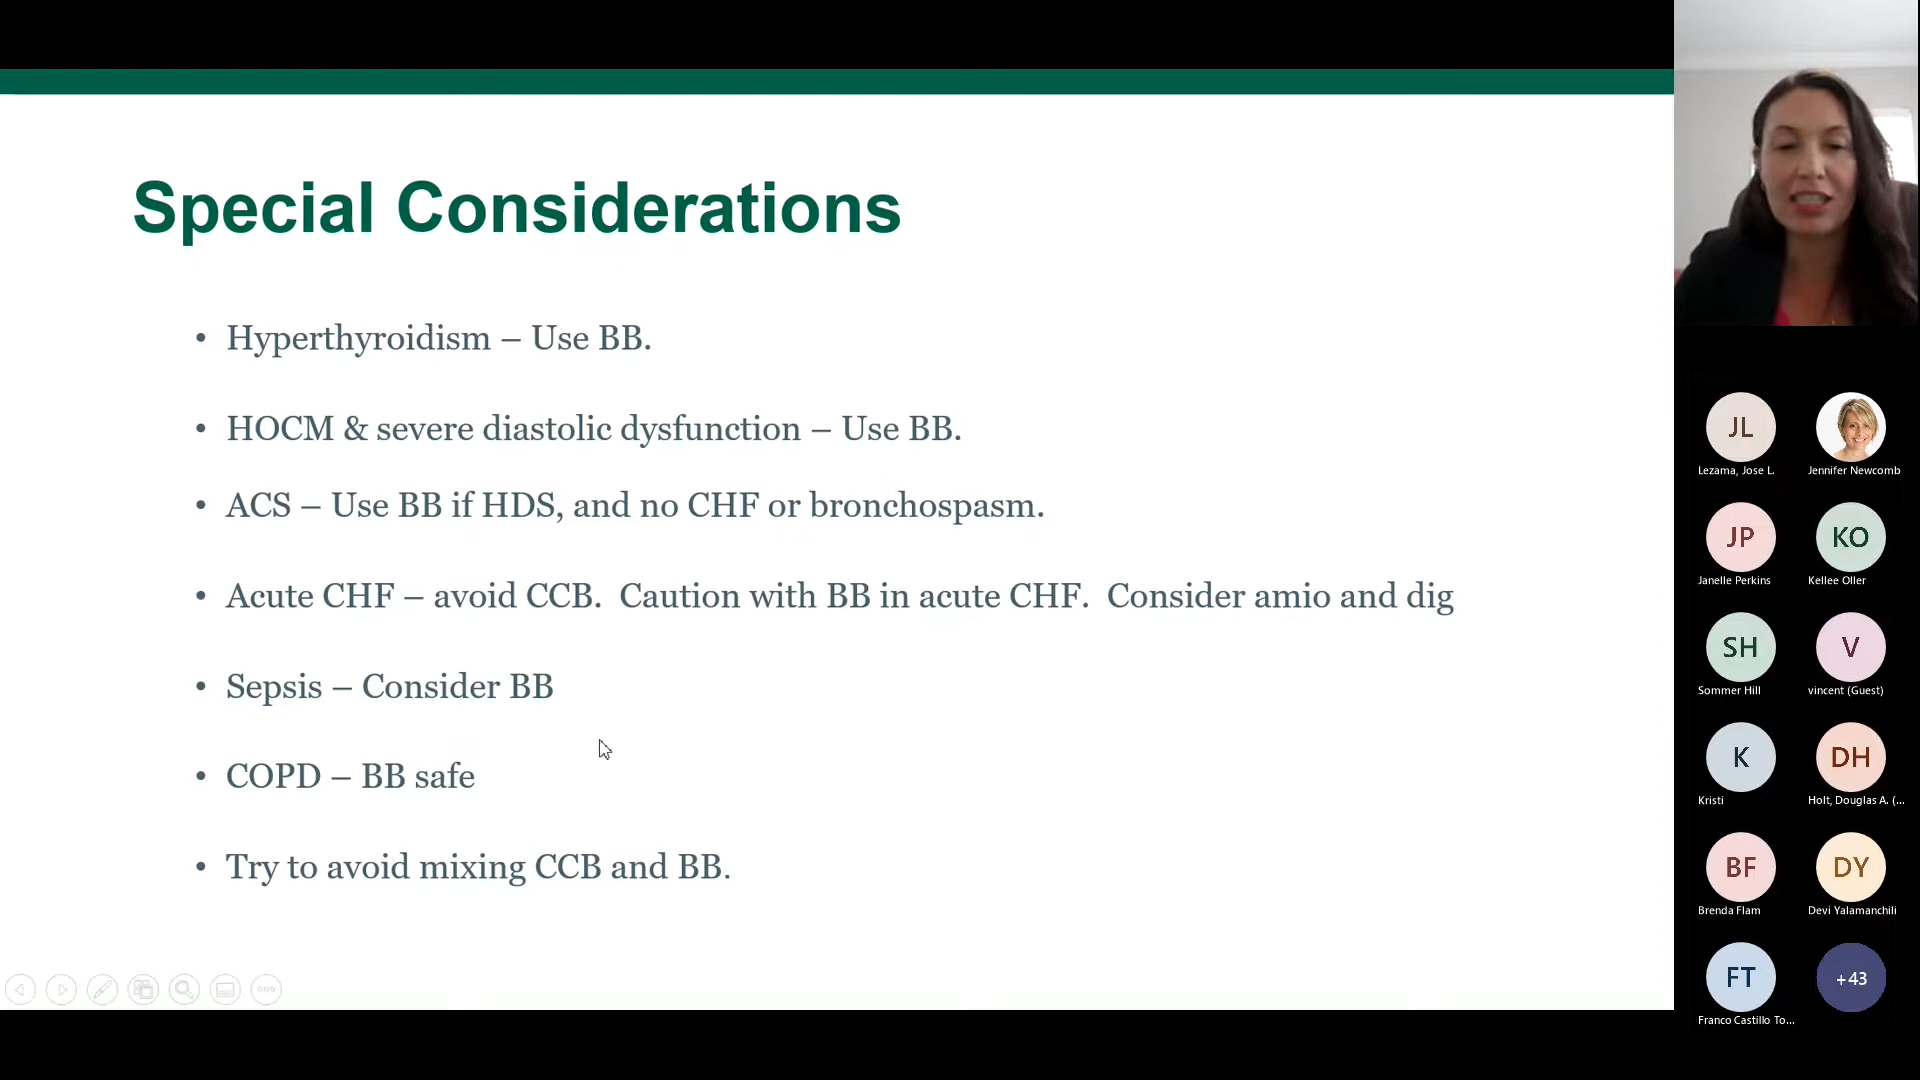 Special Considerations
• Hyperthyroidism – Use BB.
• HOCM & severe diastolic dysfunction – Use BB.
• ACS – Use BB if HDS, and no CHF or bronchospasm.
• Acute CHF – avoid CCB.  Caution with BB in acute CHF.  Consider amio and dig
• Sepsis – Consider BB
• COPD – BB safe
• Try to avoid mixing CCB and BB.
JL
Lezama, Jose L.
Jennifer Newcomb
JP
Janelle Perkins
KO
Kellee Oller
SH
Sommer Hill
V
vincent (Guest)
K
Kristi
DH
Holt, Douglas A. (...
BF
Brenda Flam
DY
Devi Yalamanchili
FT
Franco Castillo To...
+43